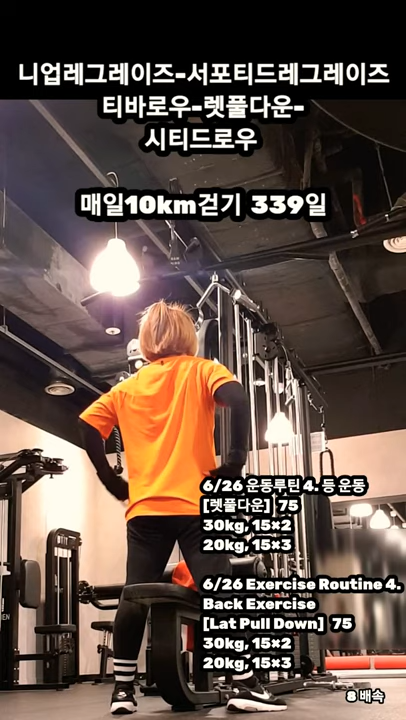 니업레그레이즈-서포티드레그레이즈
티바로우-렛풀다운-
시티드로우
매일10km걷기 339일
6/26 운동루틴 4. 등 운동
[렛풀다운] 75
30kg, 15×2
20kg, 15×3
6/26 Exercise Routine 4.
Back Exercise
[Lat Pull Down] 75
30kg, 15×2
20kg, 15×3
8 배속